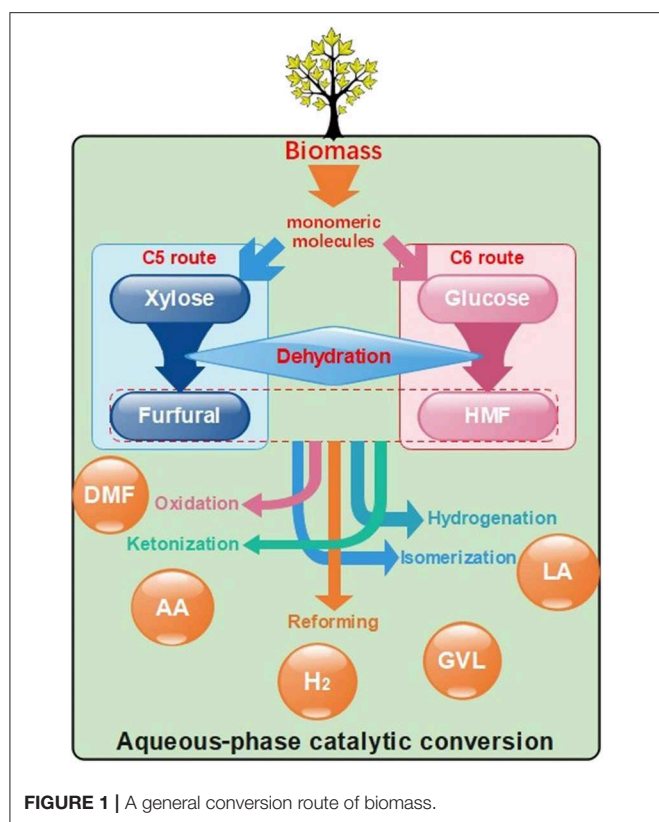 Biomass
monomeric
molecules
C5 route
C6 route
Xylose
Glucose
Dehydration
Furfural
HMF
DMF
Oxidation
Hydrogenation
Ketonization
Isomerization
LA
AA
Reforming
GVL
H₂
Aqueous-phase catalytic conversion
FIGURE 1 | A general conversion route of biomass.